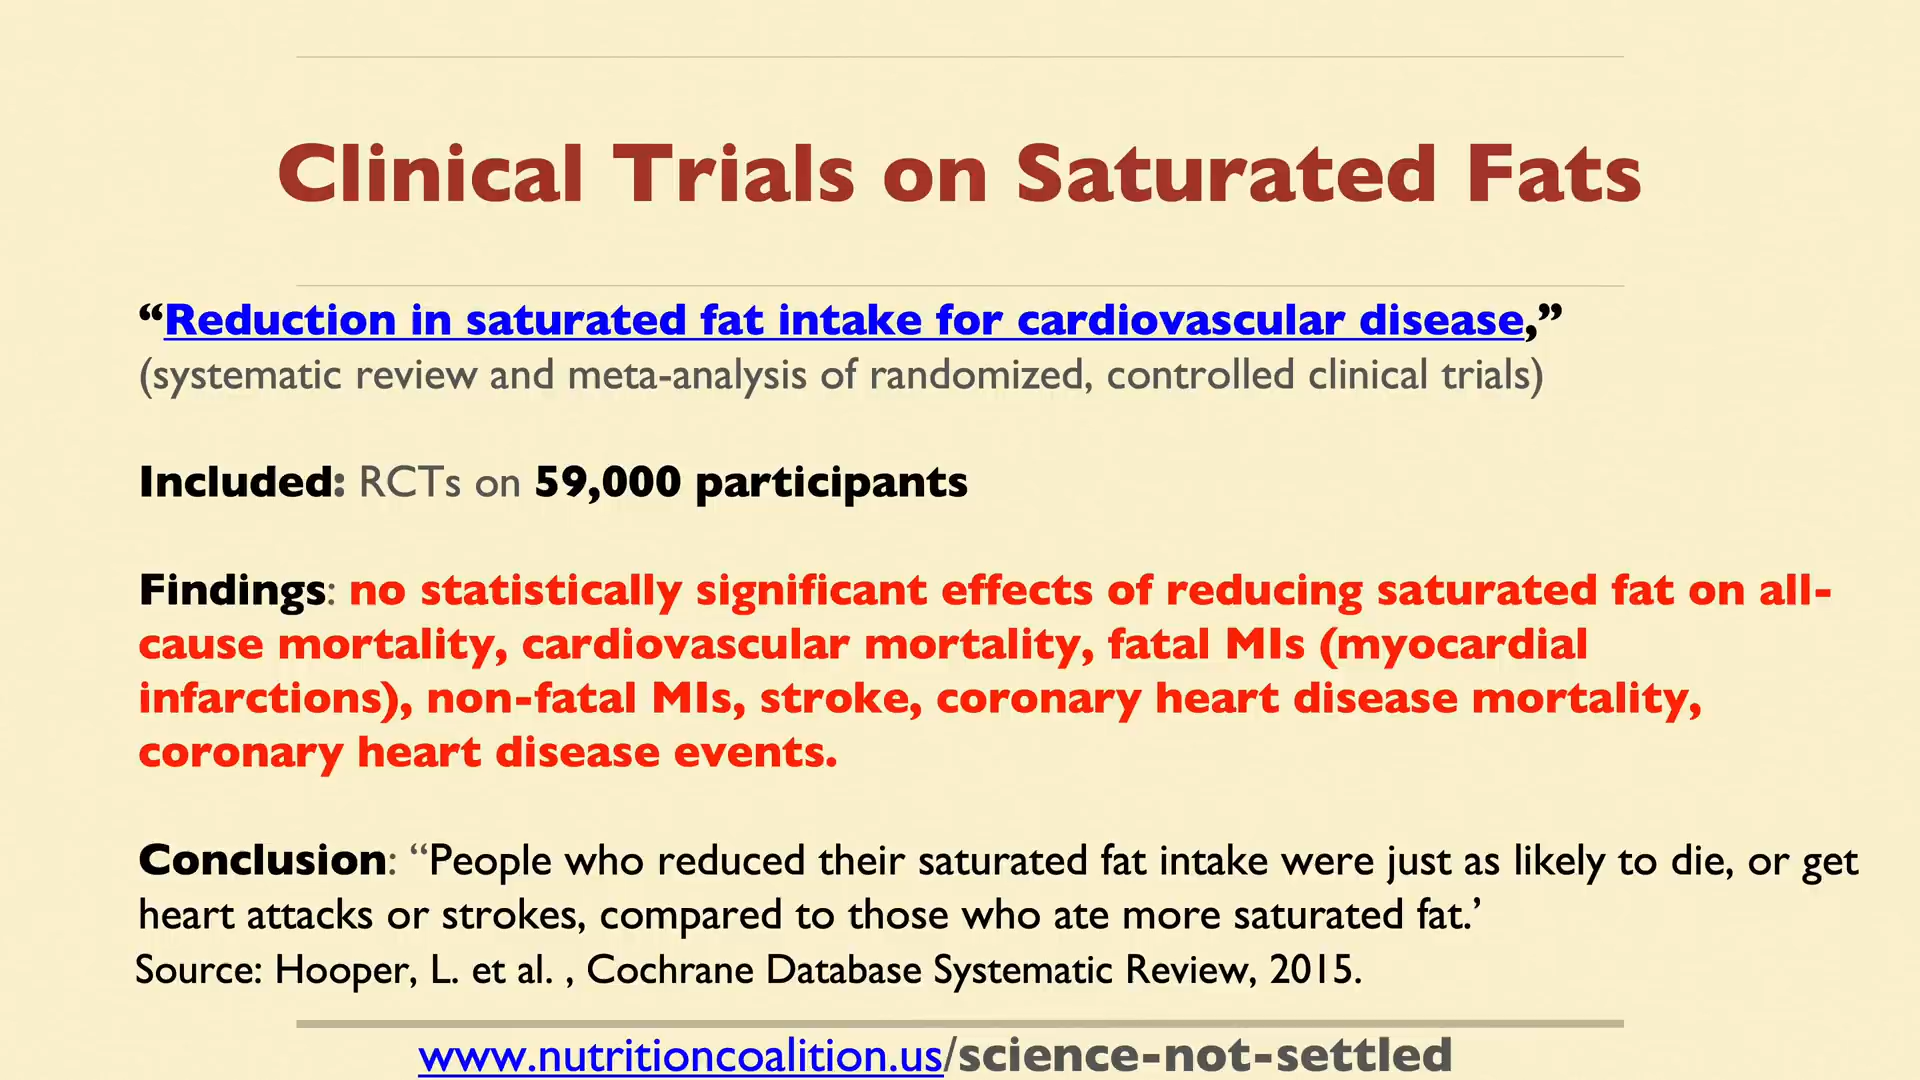 Clinical Trials on Saturated Fats
“Reduction in saturated fat intake for cardiovascular disease,”
(systematic review and meta-analysis of randomized, controlled clinical trials)
Included: RCTs on 59,000 participants
Findings: no statistically significant effects of reducing saturated fat on all-
cause mortality, cardiovascular mortality, fatal MIs (myocardial
infarctions), non-fatal MIs, stroke, coronary heart disease mortality,
coronary heart disease events.
Conclusion: “People who reduced their saturated fat intake were just as likely to die, or get
heart attacks or strokes, compared to those who ate more saturated fat.’
Source: Hooper, L. et al. , Cochrane Database Systematic Review, 2015.
www.nutritioncoalition.us/science-not-settled